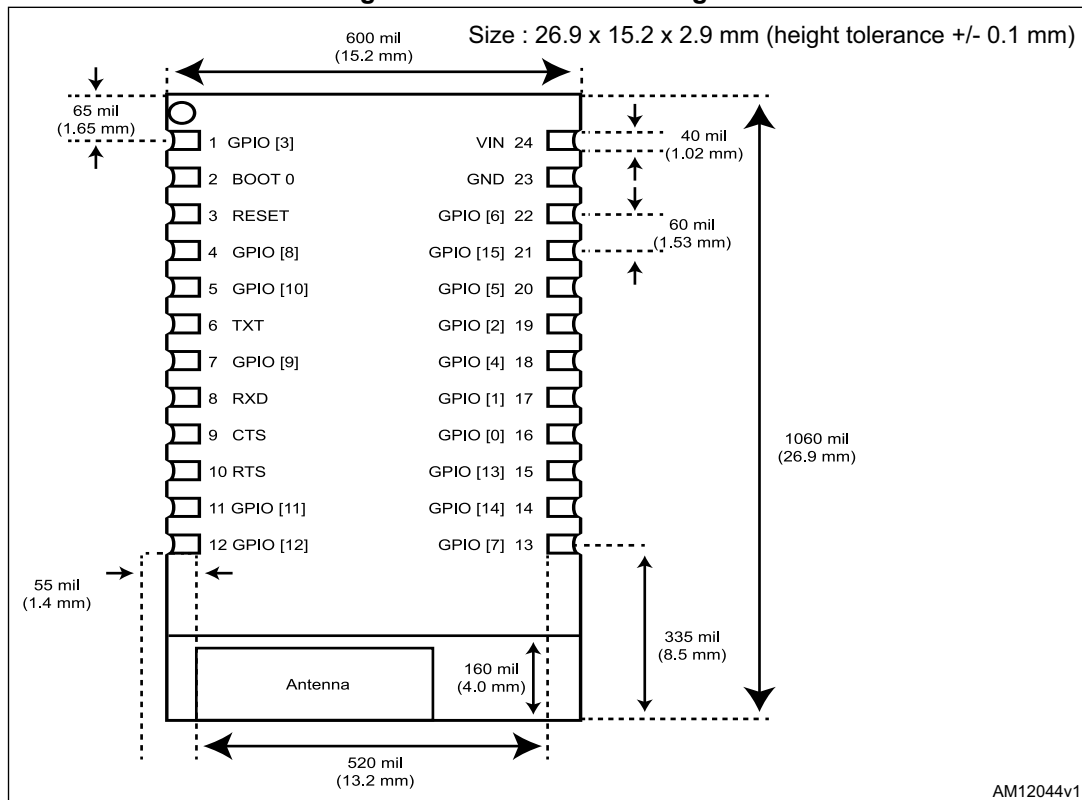 Size : 26.9 x 15.2 x 2.9 mm (height tolerance +/- 0.1 mm)
600 mil
(15.2 mm)
65 mil
(1.65 mm)
40 mil
(1.02 mm)
60 mil
(1.53 mm)
1 GPIO [3]
VIN 24
2 BOOT 0
GND 23
3 RESET
GPIO [6] 22
4 GPIO [8]
GPIO [15] 21
5 GPIO [10]
GPIO [5] 20
6 TXT
GPIO [2] 19
7 GPIO [9]
GPIO [4] 18
8 RXD
GPIO [1] 17
9 CTS
GPIO [0] 16
10 RTS
GPIO [13] 15
11 GPIO [11]
GPIO [14] 14
12 GPIO [12]
GPIO [7] 13
1060 mil
(26.9 mm)
55 mil
(1.4 mm)
335 mil
(8.5 mm)
160 mil
(4.0 mm)
Antenna
520 mil
(13.2 mm)
AM12044v1